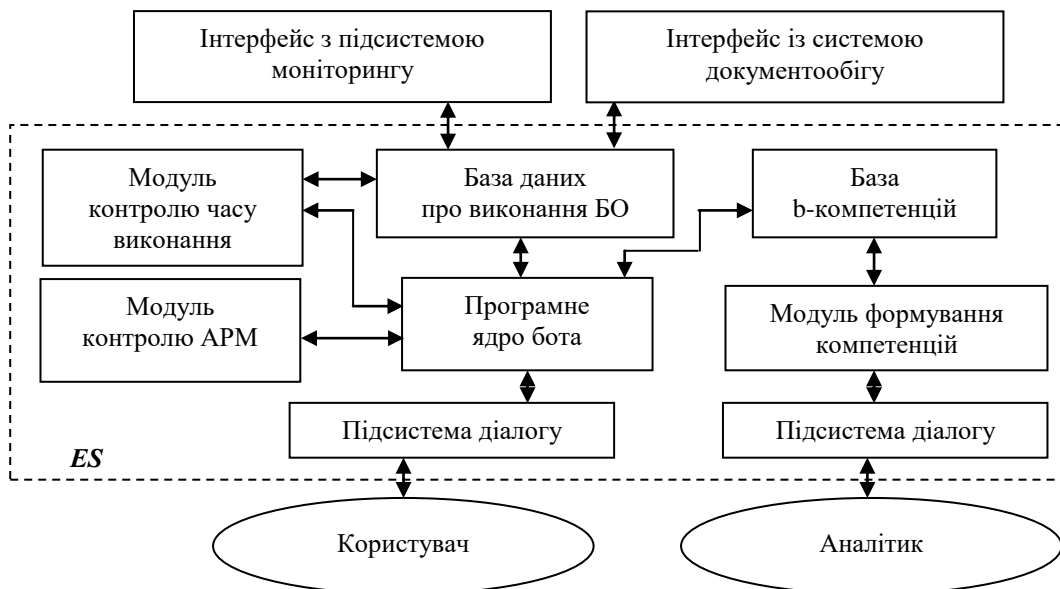 Інтерфейс з підсистемою
моніторингу
Інтерфейс із системою
документообігу
Модуль
контролю часу
виконання
База даних
про виконання БО
База
b-компетенцій
Модуль
контролю АРМ
Програмне
ядро бота
Модуль формування
компетенцій
Підсистема діалогу
Підсистема діалогу
ES
Користувач
Аналітик